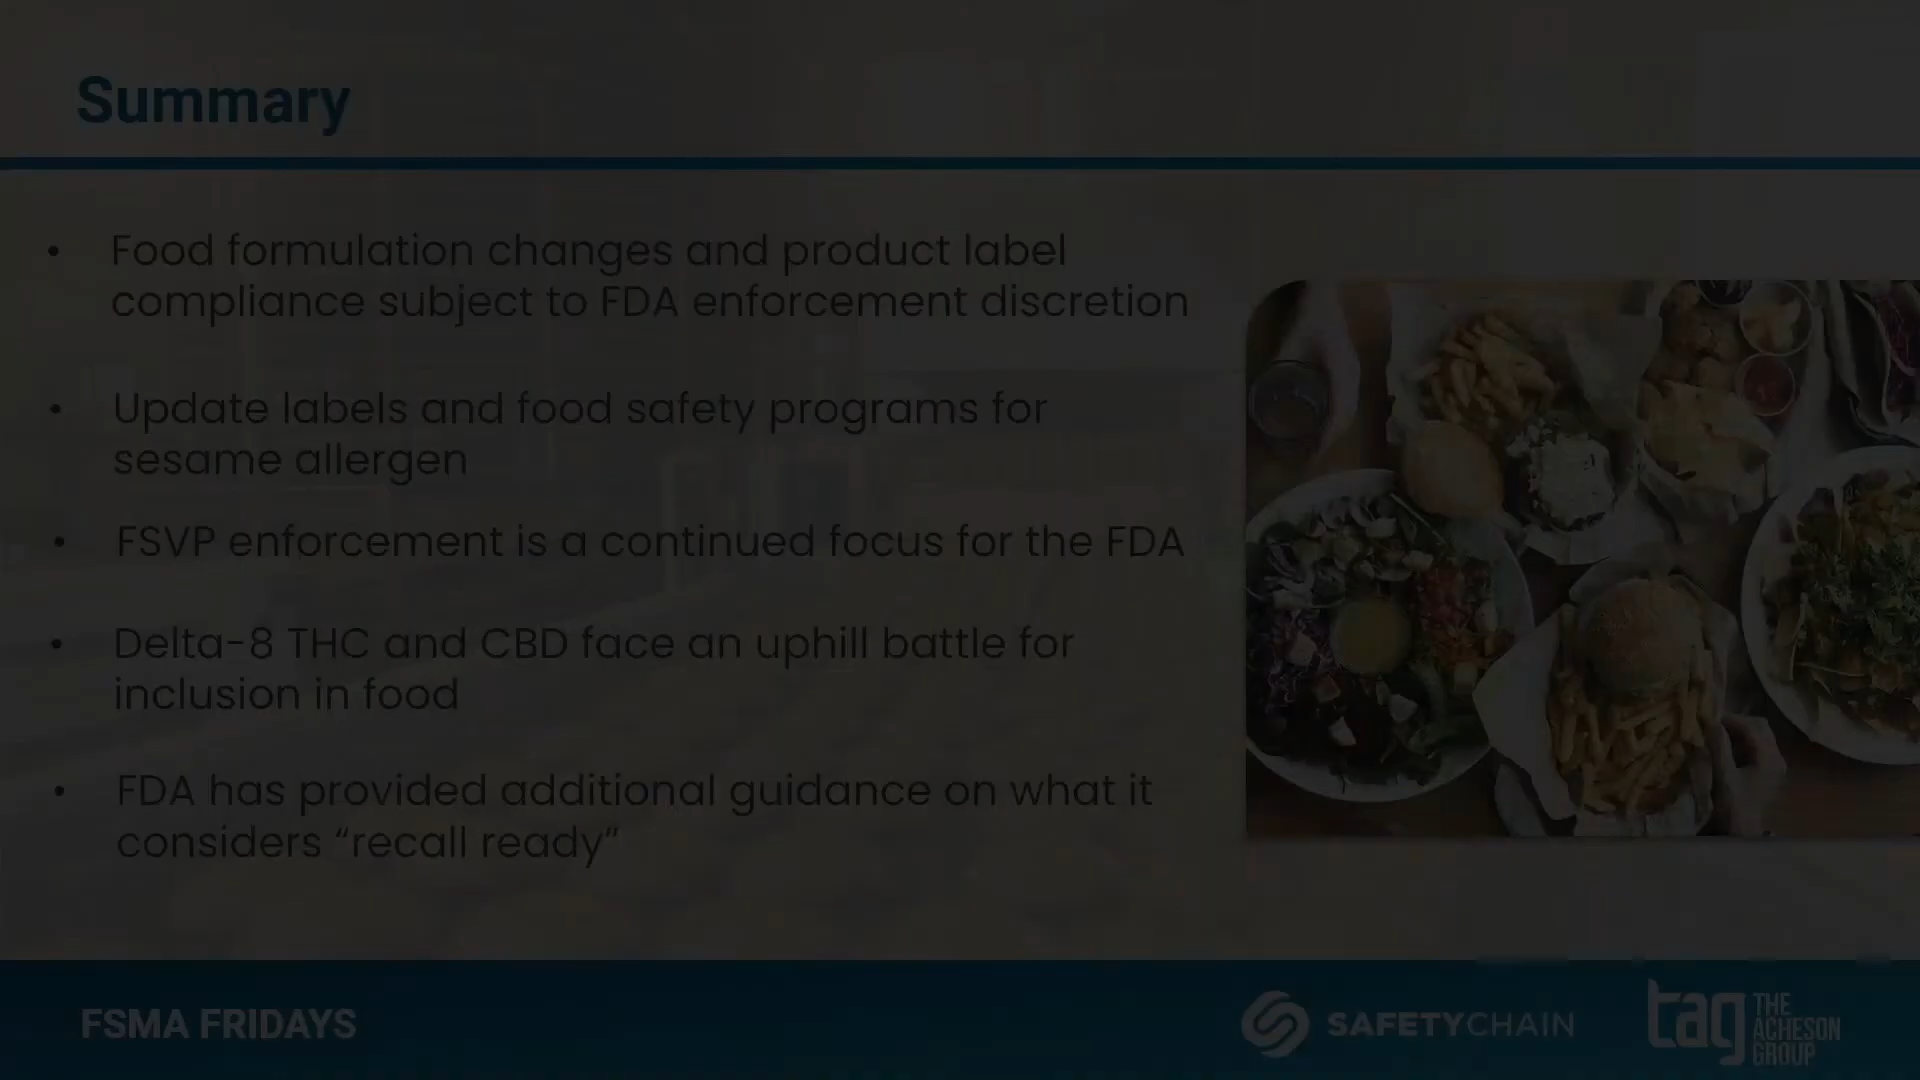 Summary
• Food formulation changes and product label
compliance subject to FDA enforcement discretion
• Update labels and food safety programs for
sesame allergen
• FSVP enforcement is a continued focus for the FDA
• Delta-8 THC and CBD face an uphill battle for
inclusion in food
• FDA has provided additional guidance on what it
considers “recall ready”
FSMA FRIDAYS
SAFETYCHAIN
tag THE
ACHESON
GROUP